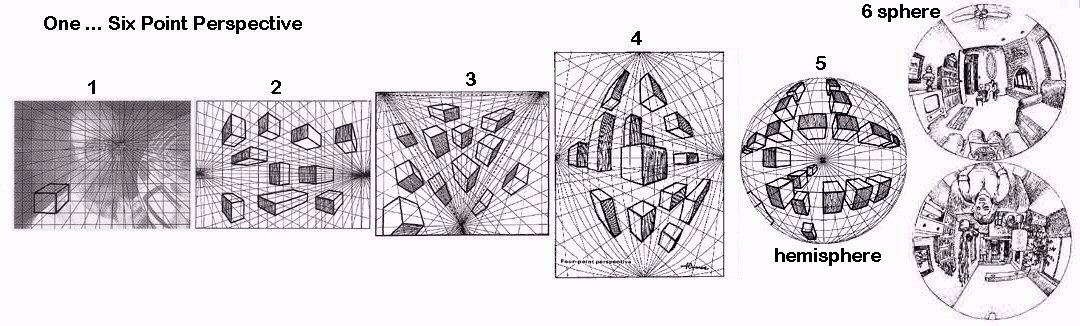 One ... Six Point Perspective
6 sphere
1
2
3
4
5
Four-point perspective
hemisphere